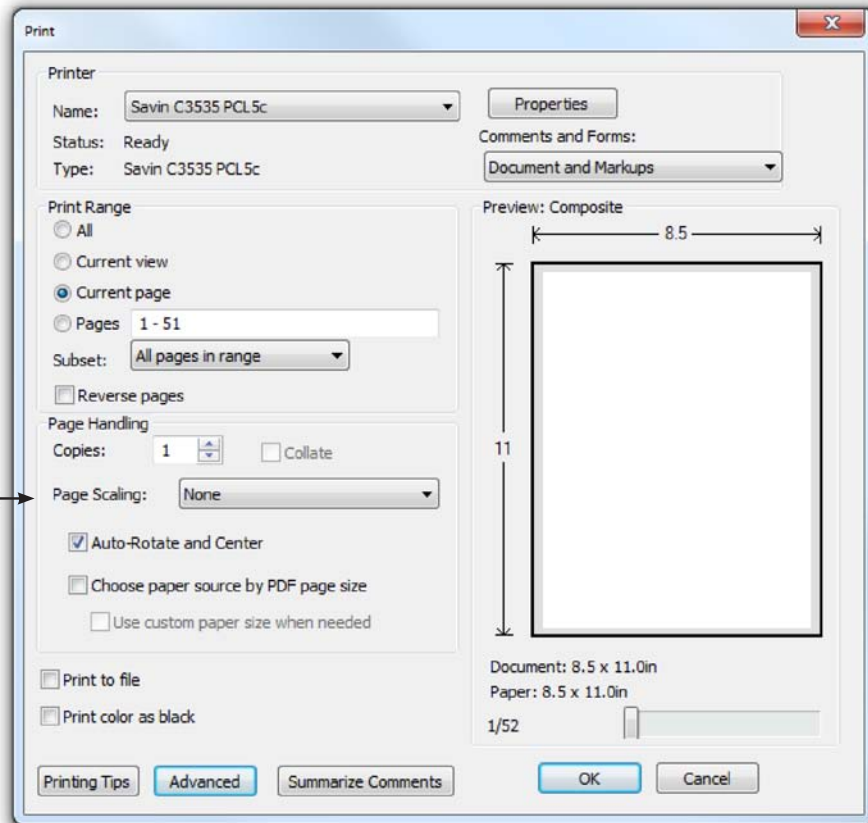 Print
Printer
Name: Savin C3535 PCL5c Properties
Status: Ready Comments and Forms:
Type: Savin C3535 PCL5c Document and Markups
Print Range
All
Current view
Current page
Pages 1 - 51
Subset: All pages in range
Reverse pages
Page Handling
Copies: 1 Collate
Page Scaling: None
Auto-Rotate and Center
Choose paper source by PDF page size
Use custom paper size when needed
Print to file
Print color as black
Preview: Composite
8.5
11
Document: 8.5 x 11.0in
Paper: 8.5 x 11.0in
1/52
Printing Tips Advanced Summarize Comments OK Cancel